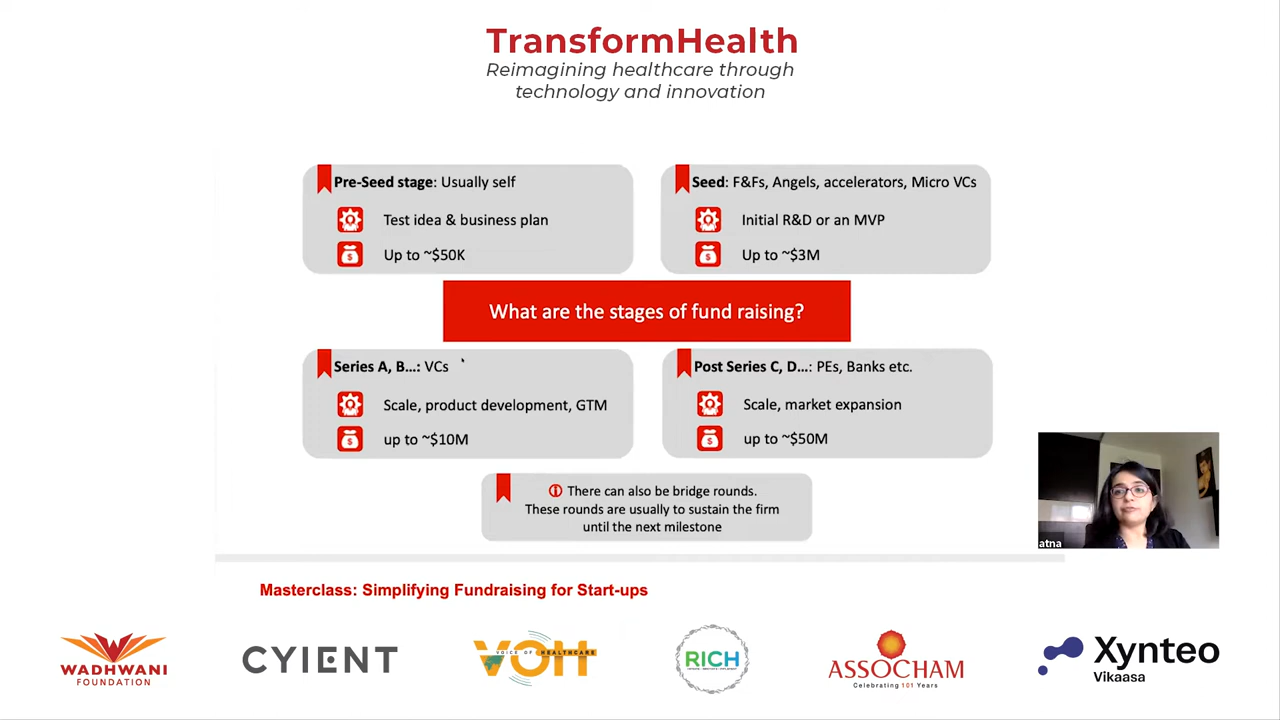 TransformHealth
Reimagining healthcare through
technology and innovation
Pre-Seed stage: Usually self
Test idea & business plan
Up to ~$50K
Seed: F&Fs, Angels, accelerators, Micro VCs
Initial R&D or an MVP
Up to ~$3M
What are the stages of fund raising?
Series A, B...: VCs
Scale, product development, GTM
up to ~$10M
Post Series C, D...: PEs, Banks etc.
Scale, market expansion
up to ~$50M
There can also be bridge rounds.
These rounds are usually to sustain the firm
until the next milestone
atna
Masterclass: Simplifying Fundraising for Start-ups
WADHWANI
FOUNDATION
CYIENT
VOH
VOICE OF HEALTHCARE
RICH
ASSOCHAM
Celebrating 101 Years
Xynteo
Vikaasa